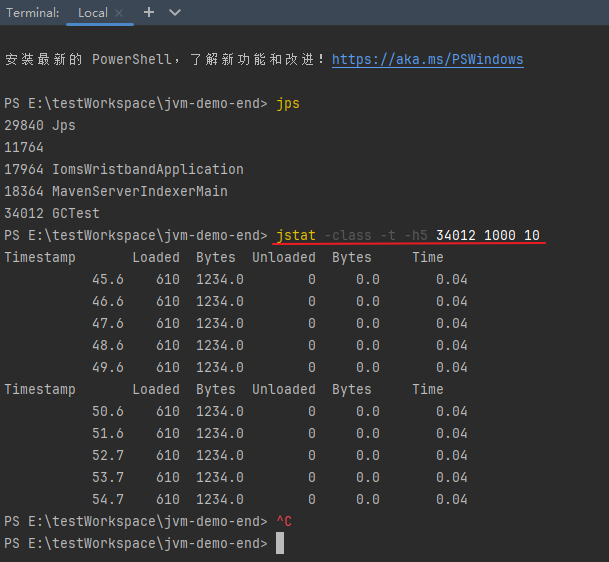 Terminal: Local × +
安装最新的 PowerShell，了解新功能和改进！https://aka.ms/PSWindows
PS E:\testWorkspace\jvm-demo-end> jps
29840 Jps
11764
17964 IomsWristbandApplication
18364 MavenServerIndexerMain
34012 GCTest
PS E:\testWorkspace\jvm-demo-end> jstat -class -t -h5 34012 1000 10
Timestamp       Loaded  Bytes  Unloaded  Bytes     Time
           45.6    610  1234.0        0     0.0       0.04
           46.6    610  1234.0        0     0.0       0.04
           47.6    610  1234.0        0     0.0       0.04
           48.6    610  1234.0        0     0.0       0.04
           49.6    610  1234.0        0     0.0       0.04
Timestamp       Loaded  Bytes  Unloaded  Bytes     Time
           50.6    610  1234.0        0     0.0       0.04
           51.6    610  1234.0        0     0.0       0.04
           52.7    610  1234.0        0     0.0       0.04
           53.7    610  1234.0        0     0.0       0.04
           54.7    610  1234.0        0     0.0       0.04
PS E:\testWorkspace\jvm-demo-end> ^C
PS E:\testWorkspace\jvm-demo-end>